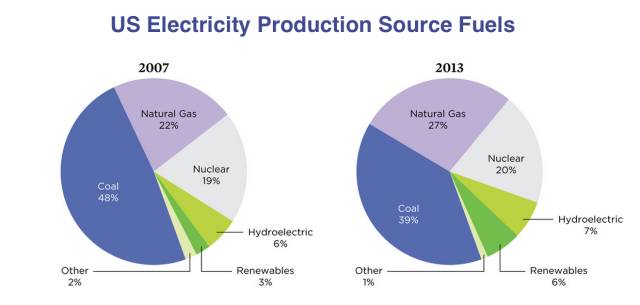 US Electricity Production Source Fuels
2007
Natural Gas
22%
Nuclear
19%
Coal
48%
Hydroelectric
6%
Renewables
3%
Other
2%
2013
Natural Gas
27%
Nuclear
20%
Coal
39%
Hydroelectric
7%
Renewables
6%
Other
1%